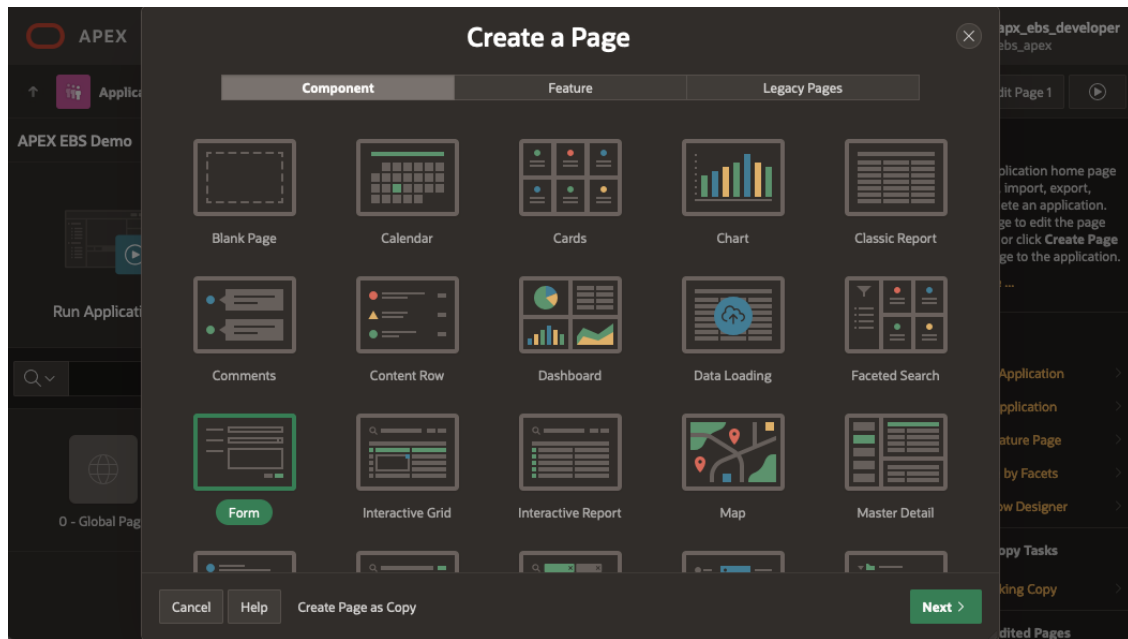 APEX
Create a Page
apx_ebs_developer
ebs_apex
Component
Feature
Legacy Pages
Applica
dit Page 1
APEX EBS Demo
Blank Page
Calendar
Cards
Chart
Classic Report
plication home page
import, export,
ete an application.
ge to edit the page
or click Create Page
ge to the application.
...
Run Applicati
Comments
Content Row
Dashboard
Data Loading
Faceted Search
Application
pplication
ature Page
by Facets
ow Designer
Form
Interactive Grid
Interactive Report
Map
Master Detail
0 - Global Pag
opy Tasks
king Copy
Cancel
Help
Create Page as Copy
Next
dited Pages